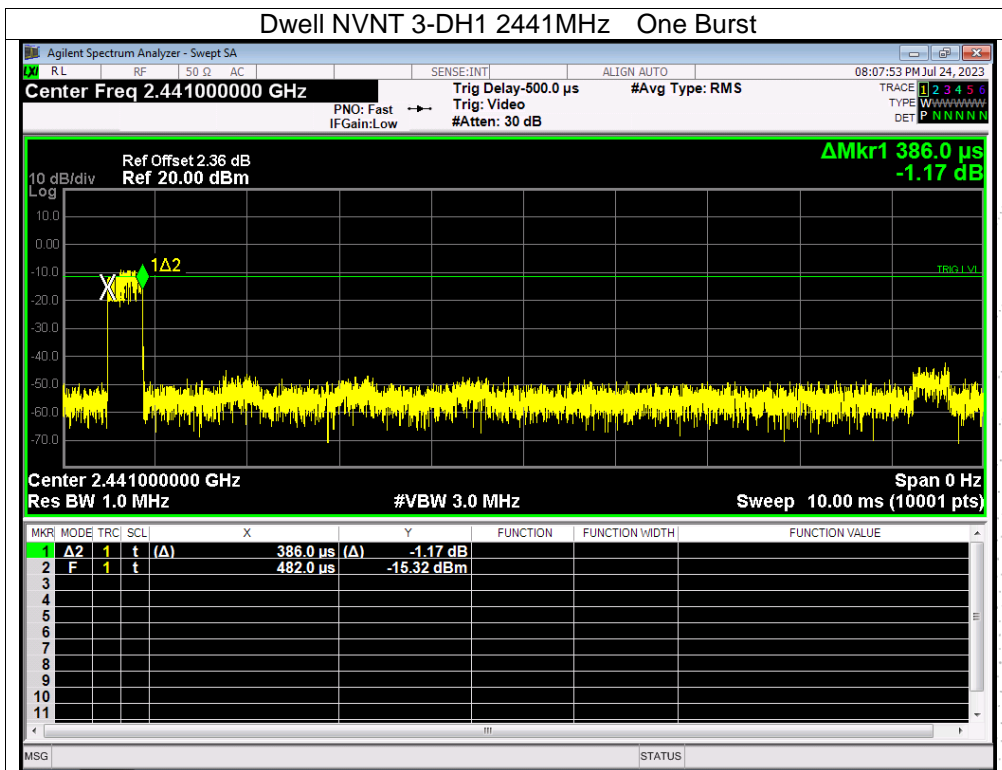 Dwell NVNT 3-DH1 2441MHz One Burst
Agilent Spectrum Analyzer - Swept SA
LXI RL RF 50 Ω AC SENSE:INT ALIGN AUTO 08:07:53 PM Jul 24, 2023
Center Freq 2.441000000 GHz
PNO: Fast
IFGain:Low
Trig Delay-500.0 µs
Trig: Video
#Atten: 30 dB
#Avg Type: RMS
TRACE 1 2 3 4 5 6
TYPE WWWWWWW
DET P N N N N N
ΔMkr1 386.0 µs
-1.17 dB
Ref Offset 2.36 dB
10 dB/div Ref 20.00 dBm
Log
10.0
0.00
1Δ2
-10.0
TRIG LVL
-20.0
-30.0
-40.0
-50.0
-60.0
-70.0
Center 2.441000000 GHz Span 0 Hz
Res BW 1.0 MHz #VBW 3.0 MHz Sweep 10.00 ms (10001 pts)
MKR MODE TRC SCL X Y FUNCTION FUNCTION WIDTH FUNCTION VALUE
1 Δ2 1 t (Δ) 386.0 µs (Δ) -1.17 dB
2 F 1 t 482.0 µs -15.32 dBm
3
4
5
6
7
8
9
10
11
MSG STATUS